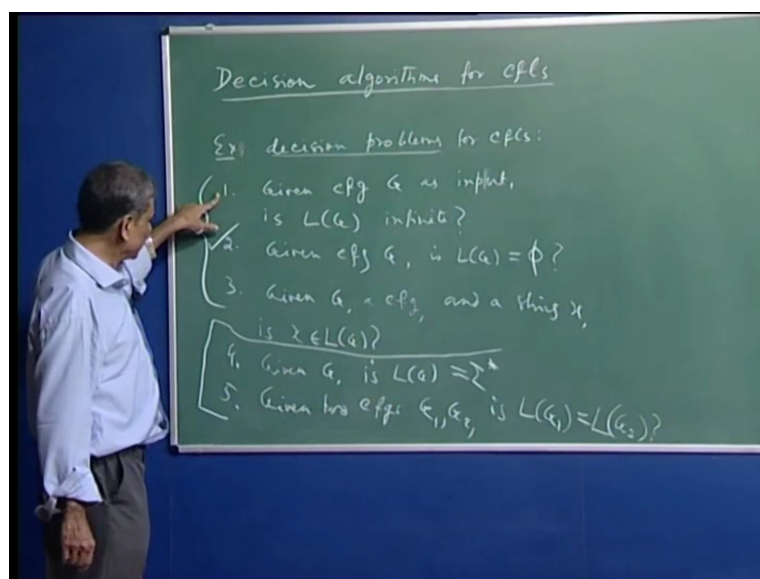 Decision algorithms for cfls
Ex: decision problems for cfls:
1. Given cfg G as input,
is L(G) infinite?
2. Given cfg G, is L(G) = ϕ?
3. Given G, a cfg, and a string x,
is x ∈ L(G)?
4. Given G, is L(G) = Σ*
5. Given two cfgs G₁, G₂, is L(G₁) = L(G₂)?